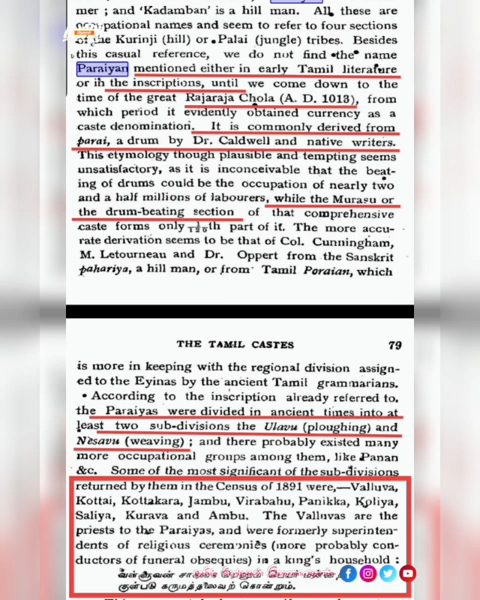 mer ; and 'Kadamban' is a hill man. All these are
occupational names and seem to refer to four sections
of the Kurinji (hill) or Palai (jungle) tribes. Besides
this casual reference, we do not find the name
Paraiyan mentioned either in early Tamil literature
or in the inscriptions, until we come down to the
time of the great Rajaraja Chola (A. D. 1013), from
which period it evidently obtained currency as a
caste denomination. It is commonly derived from
parai, a drum by Dr. Caldwell and native writers.
This etymology though plausible and tempting seems
unsatisfactory, as it is inconceivable that the beat-
ing of drums could be the occupation of nearly two
and a half millions of labourers, while the Murasu or
the drum-beating section of that comprehensive
caste forms only th part of it. The more accu-
rate derivation seems to be that of Col. Cunningham,
M. Letourneau and Dr. Oppert from the Sanskrit
pahariya, a hill man, or from Tamil Poraian, which
THE TAMIL CASTES 79
is more in keeping with the regional division assign-
ed to the Eyinas by the ancient Tamil grammarians.
According to the inscription already referred to,
the Paraiyas were divided in ancient times into at
least two sub-divisions the Ulavu (ploughing) and
Nesavu (weaving) ; and there probably existed many
more occupational groups among them, like Panan
&c. Some of the most significant of the sub-divisions
returned by them in the Census of 1891 were,—Valluva,
Kottai, Kottakara, Jambu, Virabahu, Panikka, Koliya,
Saliya, Kurava and Ambu. The Valluvas are the
priests to the Paraiyas, and were formerly superinten-
dents of religious ceremonies (more probably con-
ductors of funeral obsequies) in a king's household :
வள்ளுவன்